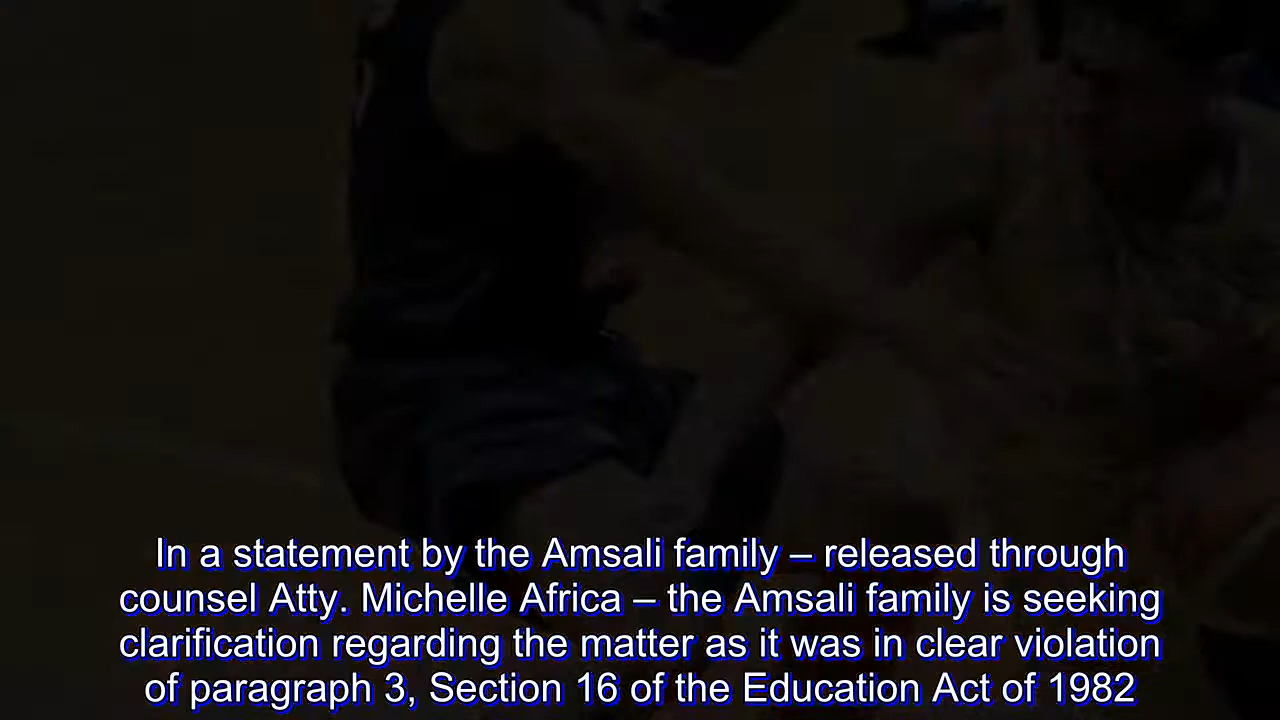 In a statement by the Amsali family – released through
counsel Atty. Michelle Africa – the Amsali family is seeking
clarification regarding the matter as it was in clear violation
of paragraph 3, Section 16 of the Education Act of 1982